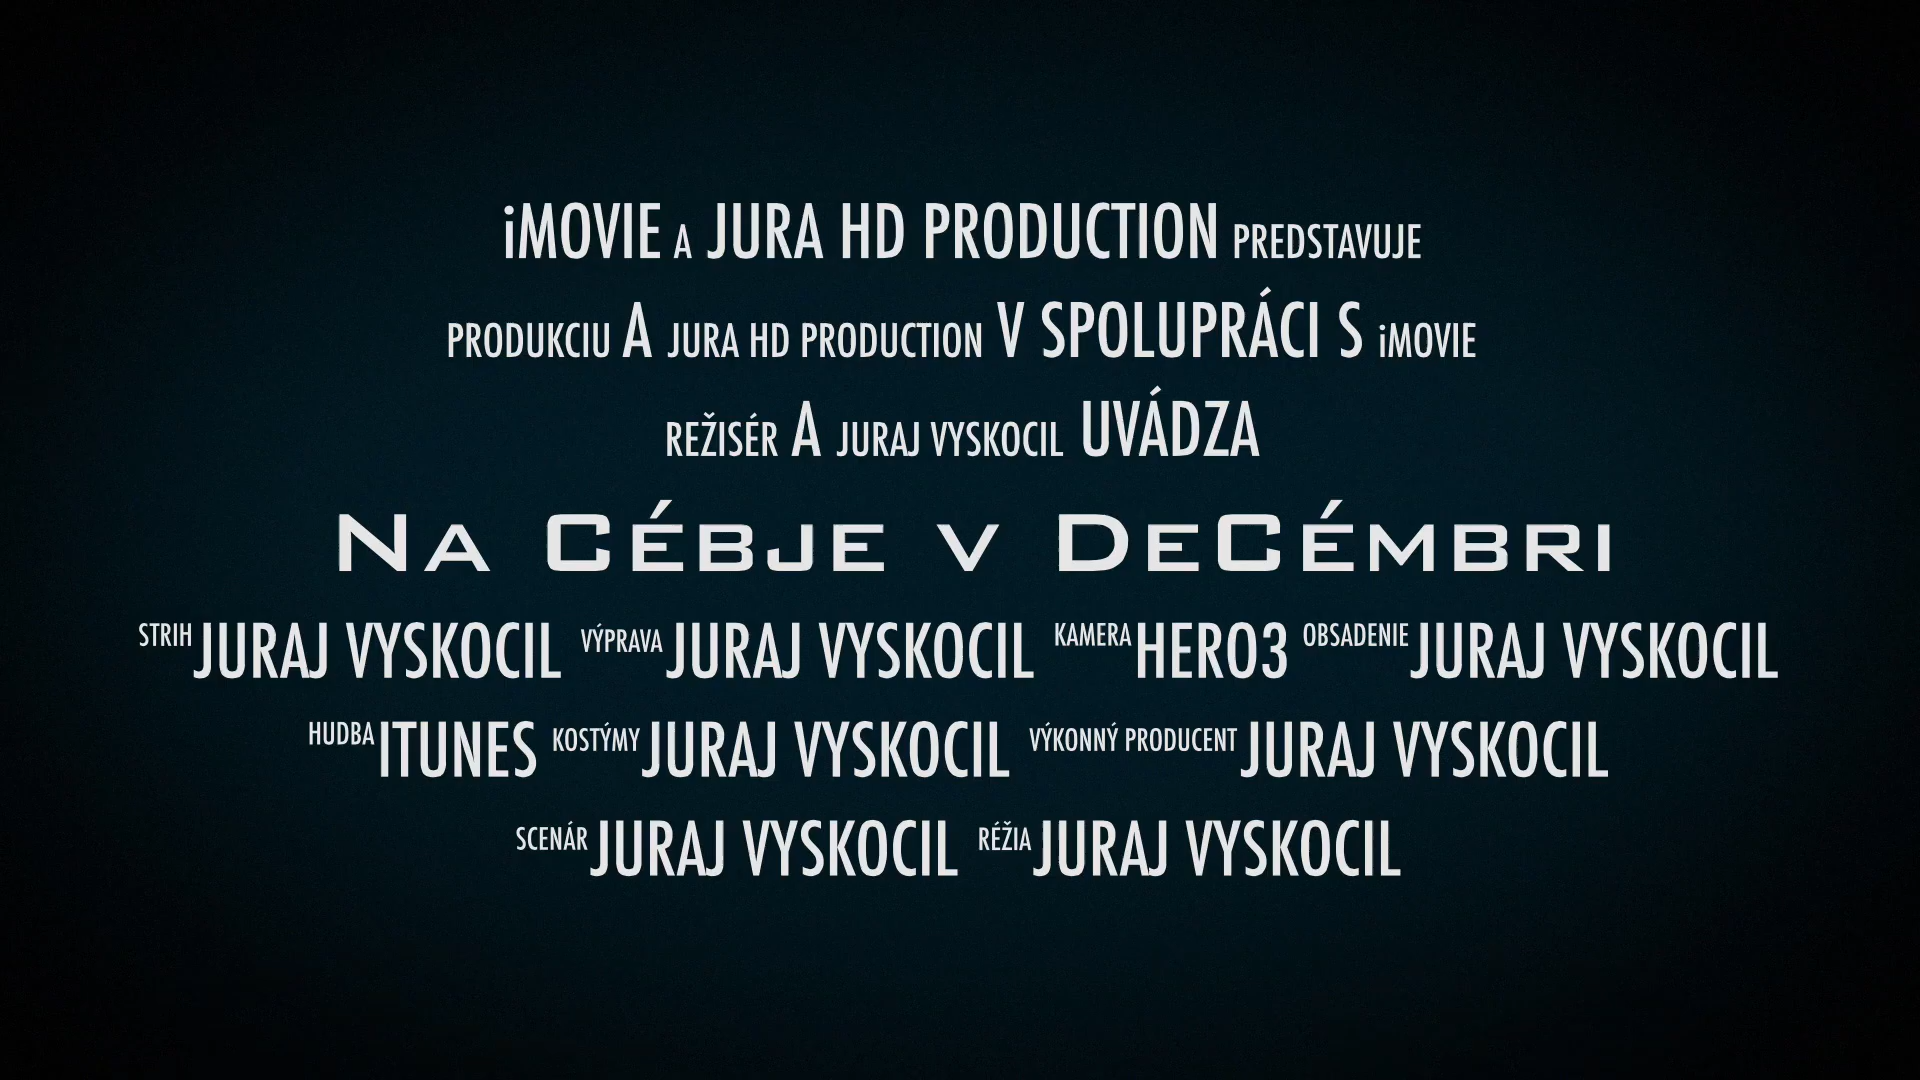 iMOVIE A JURA HD PRODUCTION PREDSTAVUJE
PRODUKCIU A JURA HD PRODUCTION V SPOLUPRÁCI S iMOVIE
REŽISÉR A JURAJ VYSKOCIL UVÁDZA
Na Cébje v DeCémbri
STRIH JURAJ VYSKOCIL VÝPRAVA JURAJ VYSKOCIL KAMERA HERO3 OBSADENIE JURAJ VYSKOCIL
HUDBA ITUNES KOSTÝMY JURAJ VYSKOCIL VÝKONNÝ PRODUCENT JURAJ VYSKOCIL
SCENÁR JURAJ VYSKOCIL RÉŽIA JURAJ VYSKOCIL